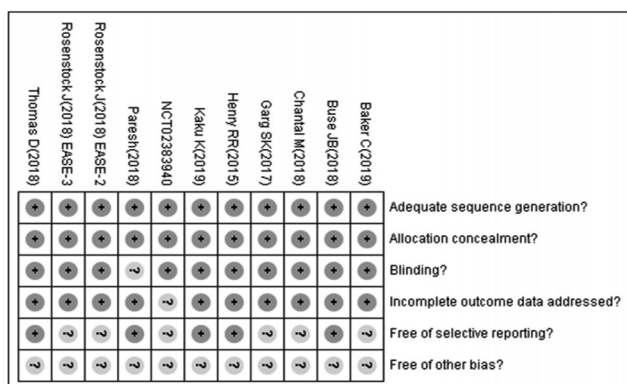 Thomas D(2018)
Rosenstock J(2018) EASE-3
Rosenstock J(2018) EASE-2
Paresh(2018)
NCT02383940
Kaku K(2019)
Henry RR(2015)
Garg SK(2017)
Chantal M(2018)
Buse JB(2018)
Baker C(2019)
+ + + + + + + + + + + Adequate sequence generation?
+ + + + + + + + + + + Allocation concealment?
+ + + ? + + + + + + + Blinding?
+ + + + ? + + + + + + Incomplete outcome data addressed?
+ ? ? + ? + + ? ? + ? Free of selective reporting?
? ? ? ? ? ? ? ? ? ? ? Free of other bias?